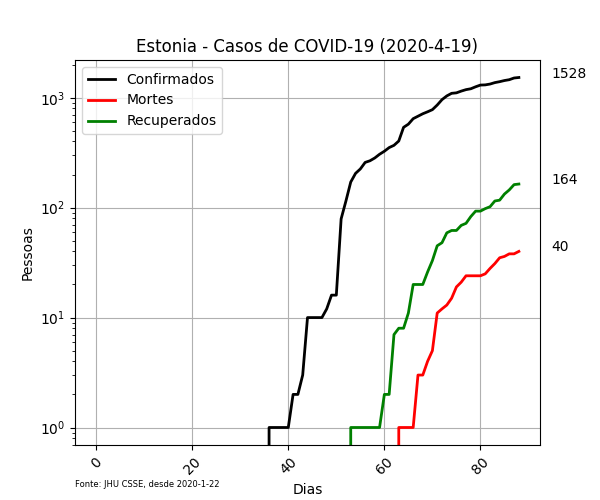 Estonia - Casos de COVID-19 (2020-4-19)
Confirmados
Mortes
Recuperados
1528
164
40
10³
10²
10¹
10⁰
Pessoas
0
20
40
60
80
Dias
Fonte: JHU CSSE, desde 2020-1-22